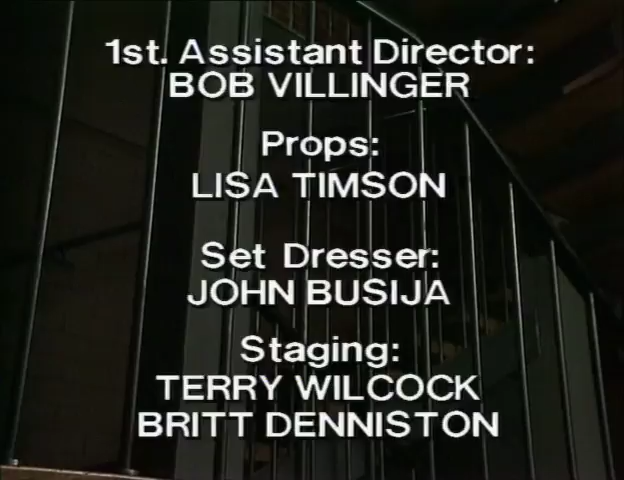 1st. Assistant Director:
BOB VILLINGER
Props:
LISA TIMSON
Set Dresser:
JOHN BUSIJA
Staging:
TERRY WILCOCK
BRITT DENNISTON